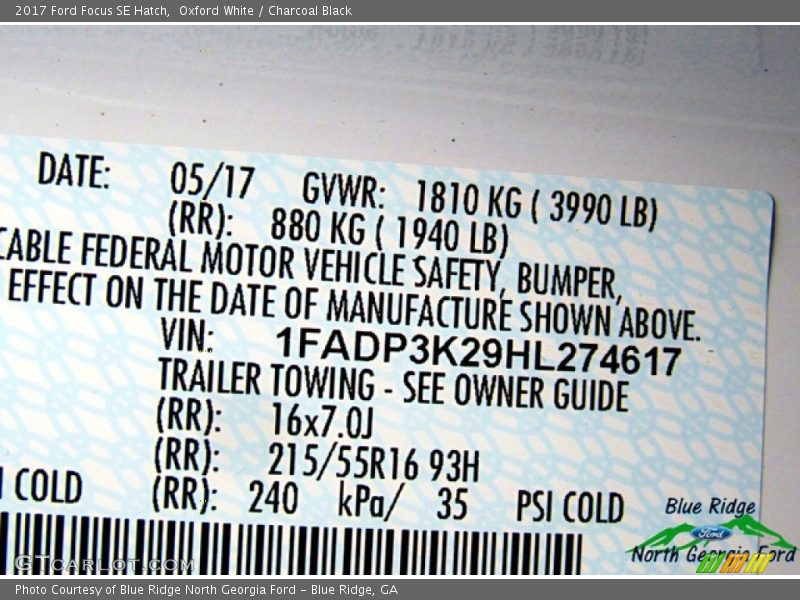 2017 Ford Focus SE Hatch,  Oxford White / Charcoal Black
DATE: 05/17 GVWR: 1810 KG ( 3990 LB)
(RR): 880 KG ( 1940 LB)
CABLE FEDERAL MOTOR VEHICLE SAFETY, BUMPER,
EFFECT ON THE DATE OF MANUFACTURE SHOWN ABOVE.
VIN: 1FADP3K29HL274617
TRAILER TOWING - SEE OWNER GUIDE
(RR): 16x7.0J
(RR): 215/55R16 93H
I COLD (RR): 240 kPa/ 35 PSI COLD
Blue Ridge
Ford
North Georgia Ford
GTcarlot.com
Photo Courtesy of Blue Ridge North Georgia Ford – Blue Ridge, GA